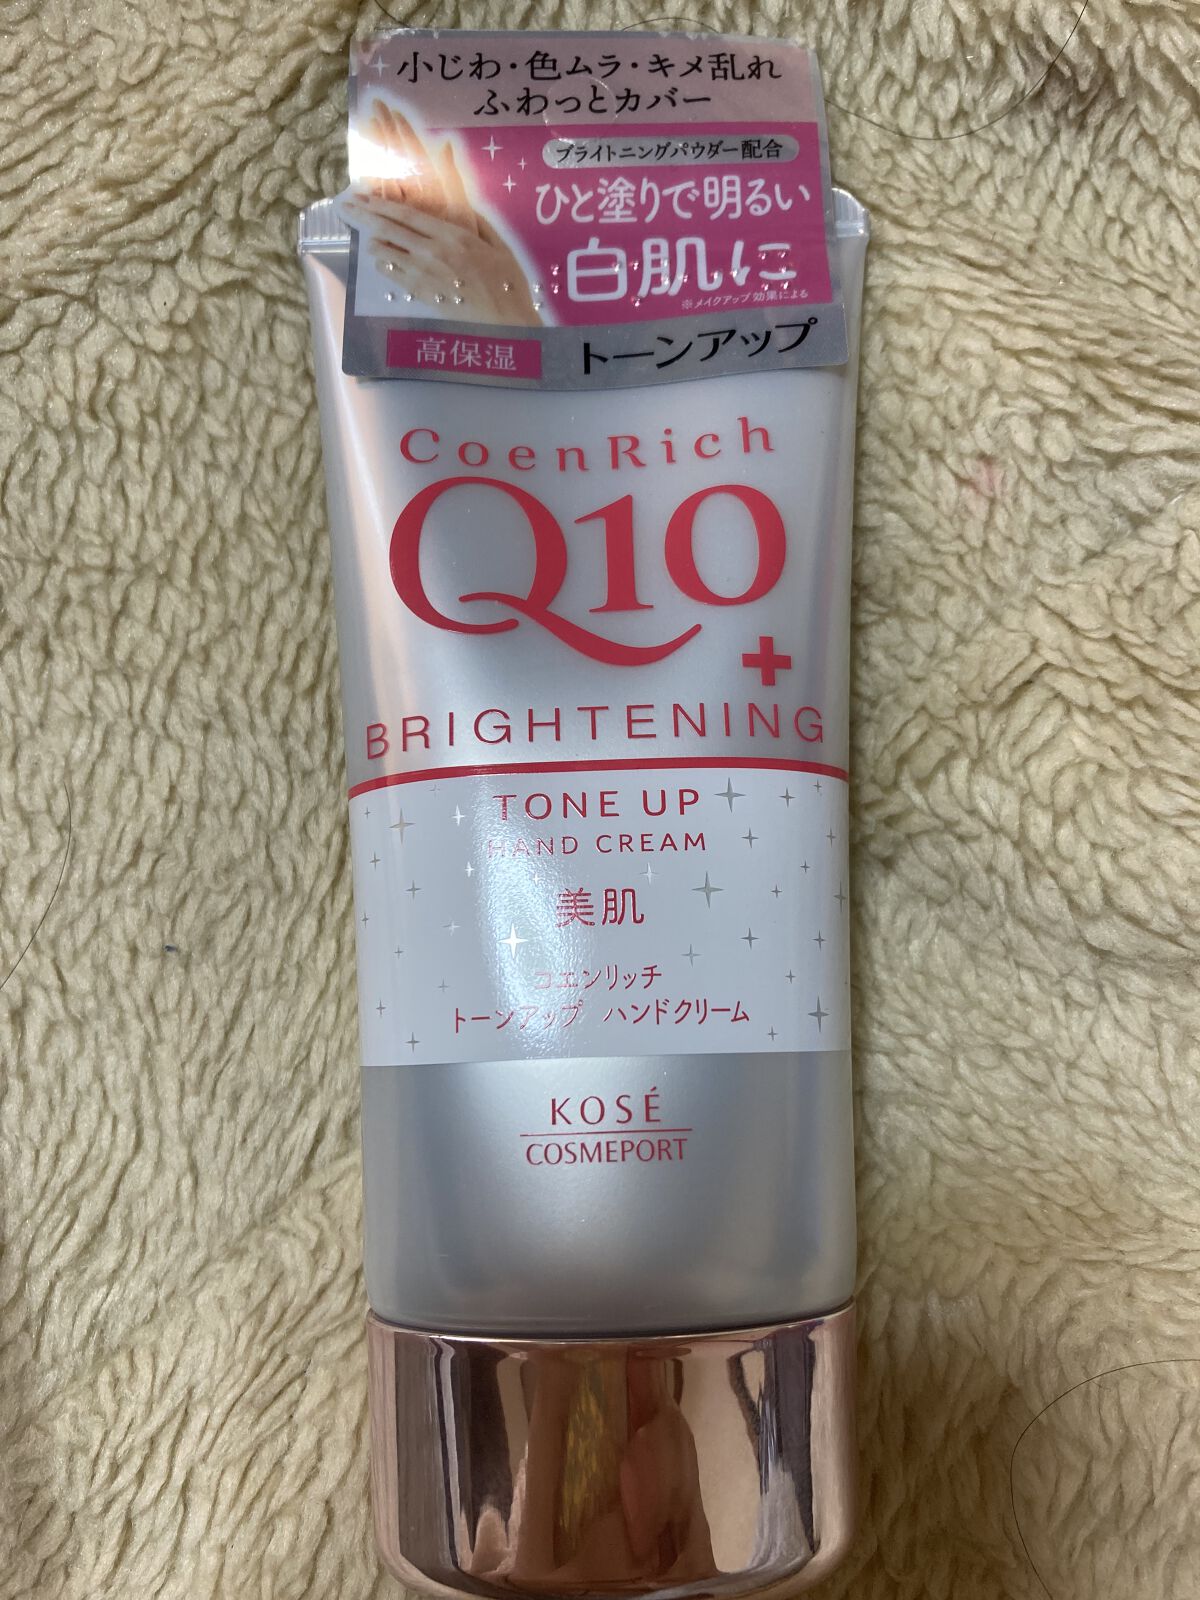 小じわ・色ムラ・キメ乱れ
ふわっとカバー
ブライトニングパウダー配合
ひと塗りで明るい
白肌に
※メイクアップ効果による
高保湿 トーンアップ
CoenRich
Q10
+
BRIGHTENING
TONE UP
HAND CREAM
美肌
コエンリッチ
トーンアップ ハンドクリーム
KOSÉ
COSMEPORT